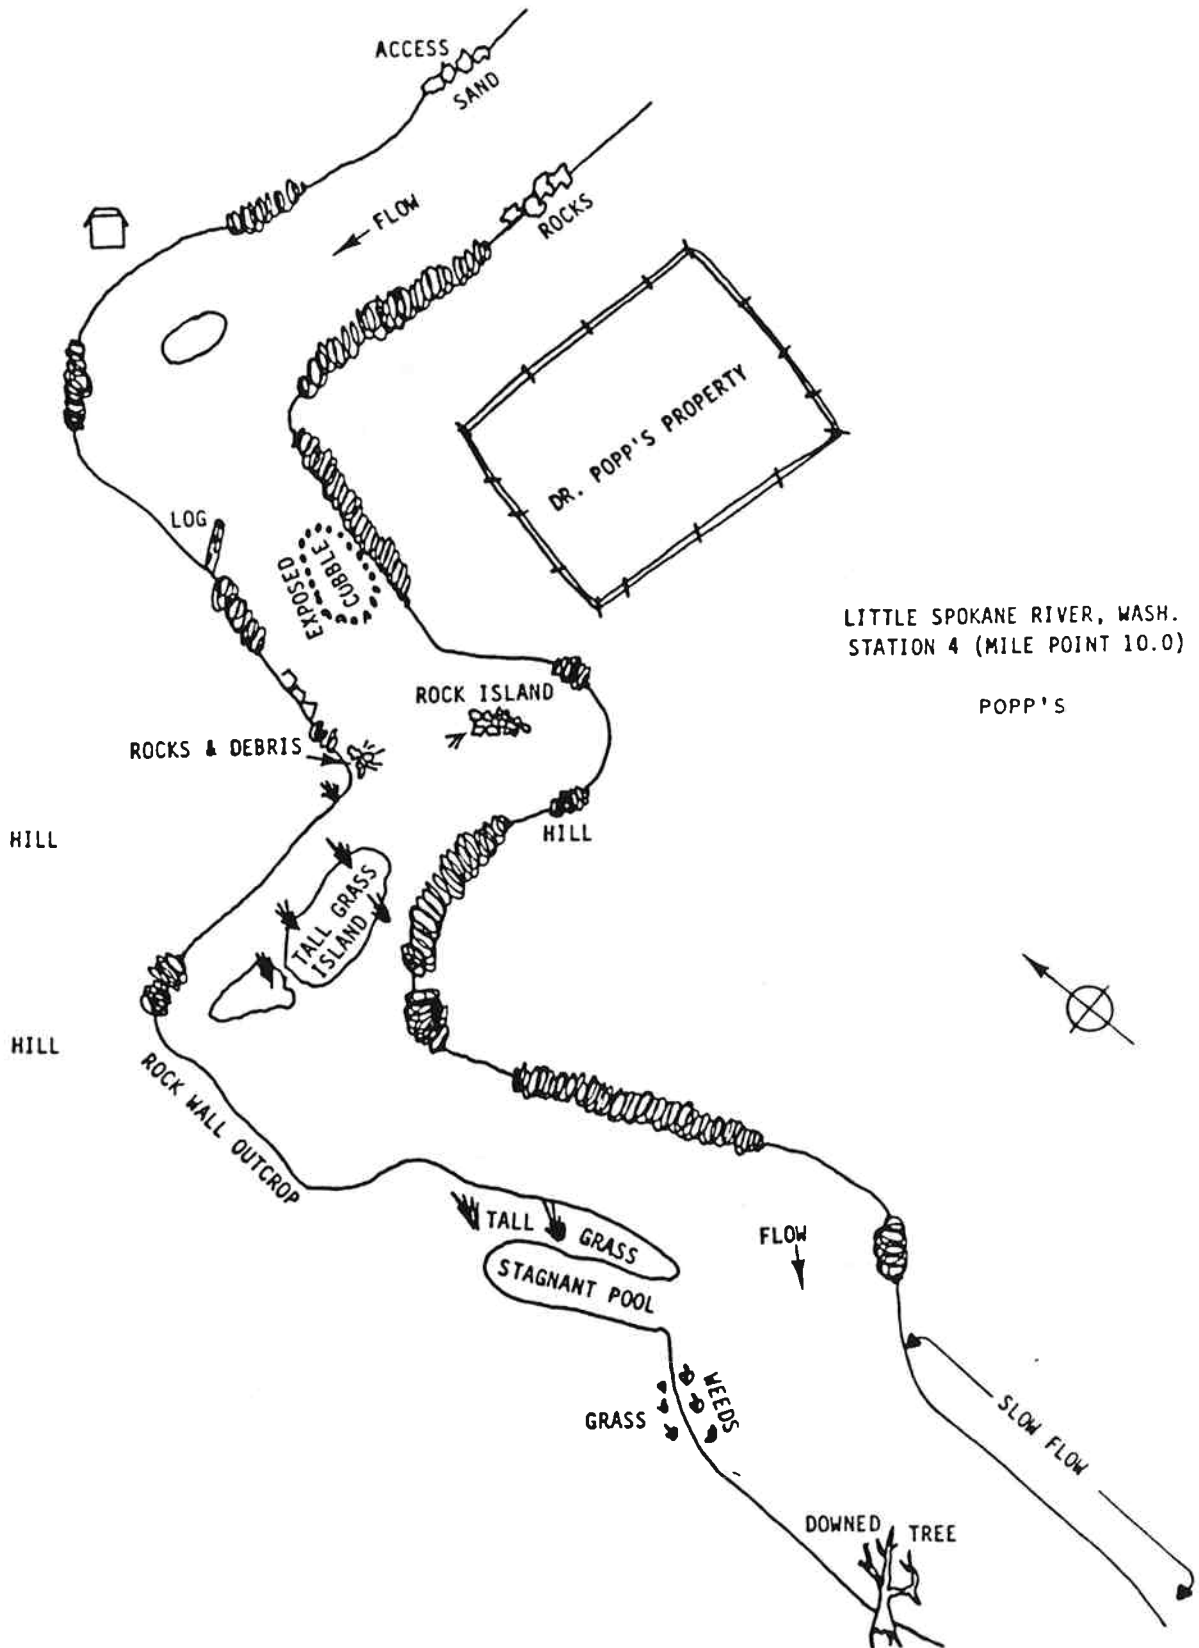 ACCESS
SAND
FLOW
ROCKS
DR. POPP'S PROPERTY
LOG
EXPOSED
CUBBLE
LITTLE SPOKANE RIVER, WASH.
STATION 4 (MILE POINT 10.0)
POPP'S
ROCK ISLAND
ROCKS & DEBRIS
HILL
HILL
TALL GRASS
ISLAND
HILL
ROCK WALL OUTCROP
TALL GRASS
FLOW
STAGNANT POOL
WEEDS
GRASS
SLOW FLOW
DOWNED TREE